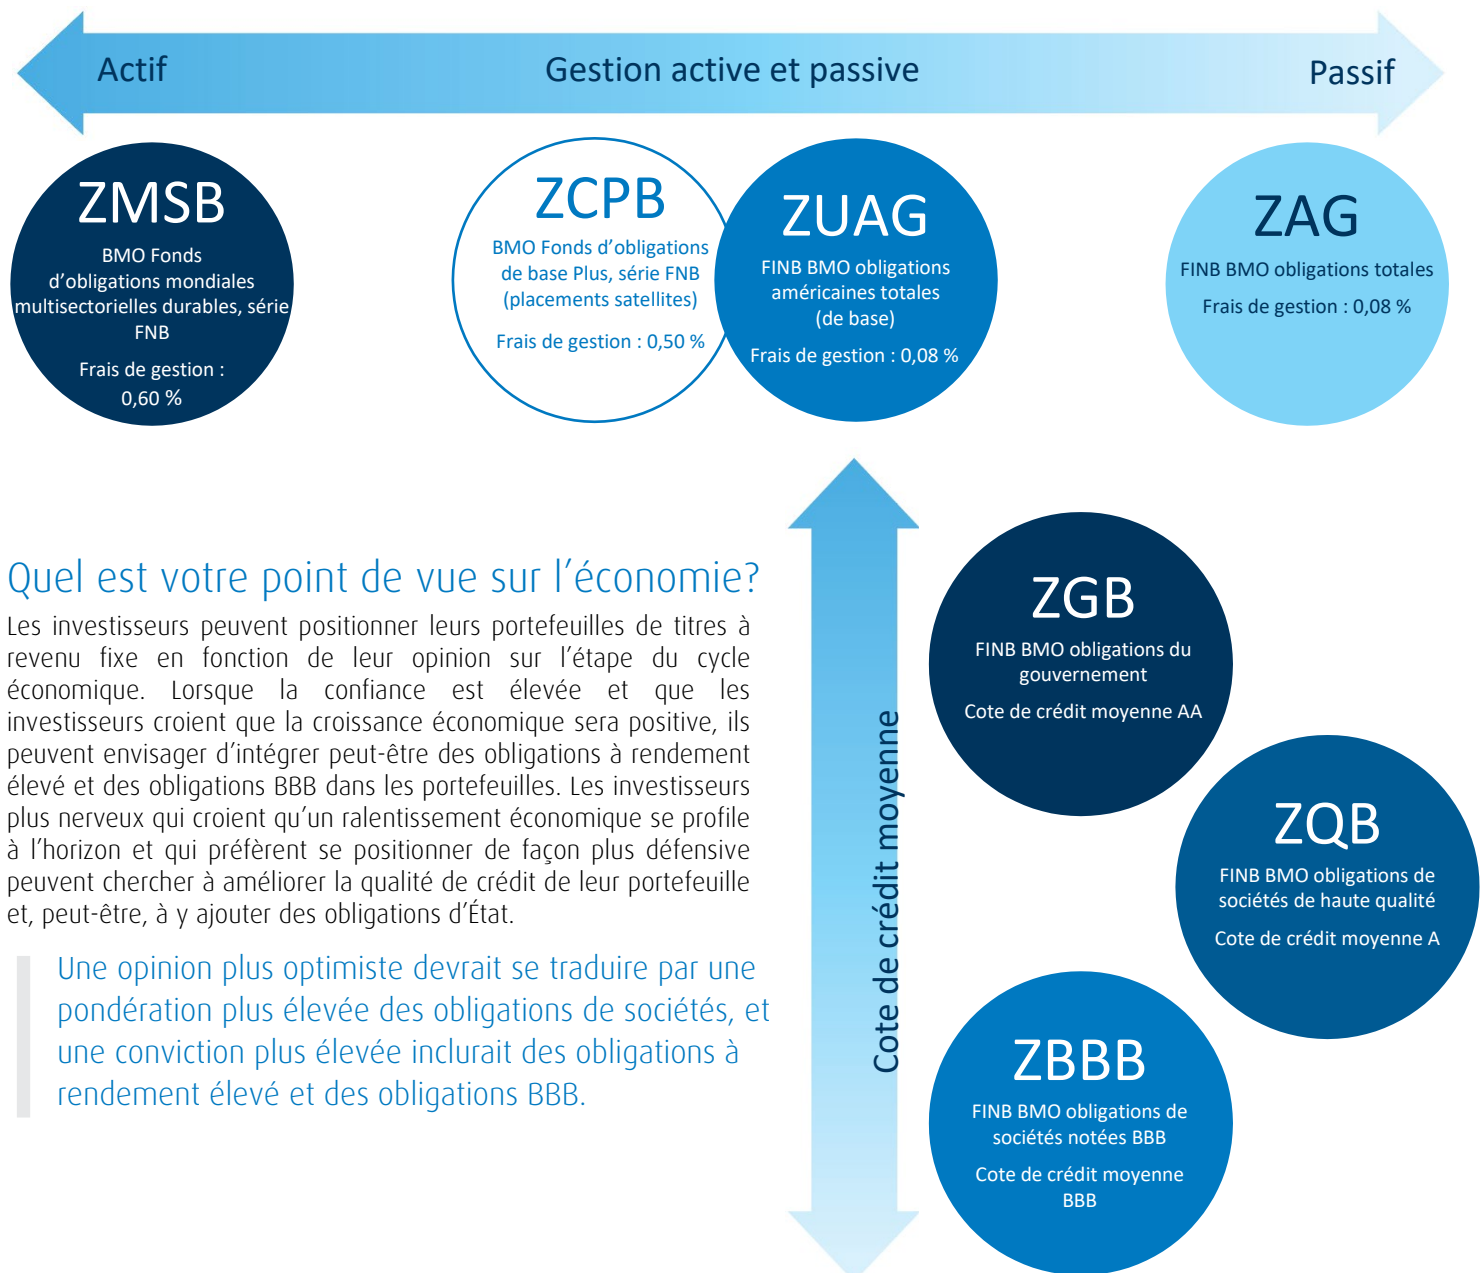 Actif
Gestion active et passive
Passif
ZMSB
BMO Fonds
d'obligations mondiales
multisectorielles durables, série
FNB
Frais de gestion :
0,60 %
ZCPB
BMO Fonds d'obligations
de base Plus, série FNB
(placements satellites)
Frais de gestion : 0,50 %
ZUAG
FINB BMO obligations
américaines totales
(de base)
Frais de gestion : 0,08 %
ZAG
FINB BMO obligations totales
Frais de gestion : 0,08 %
Quel est votre point de vue sur l'économie?
Les investisseurs peuvent positionner leurs portefeuilles de titres à
revenu fixe en fonction de leur opinion sur l'étape du cycle
économique. Lorsque la confiance est élevée et que les
investisseurs croient que la croissance économique sera positive, ils
peuvent envisager d'intégrer peut-être des obligations à rendement
élevé et des obligations BBB dans les portefeuilles. Les investisseurs
plus nerveux qui croient qu'un ralentissement économique se profile
à l'horizon et qui préfèrent se positionner de façon plus défensive
peuvent chercher à améliorer la qualité de crédit de leur portefeuille
et, peut-être, à y ajouter des obligations d'État.
Une opinion plus optimiste devrait se traduire par une
pondération plus élevée des obligations de sociétés, et
une conviction plus élevée inclurait des obligations à
rendement élevé et des obligations BBB.
Cote de crédit moyenne
ZGB
FINB BMO obligations du
gouvernement
Cote de crédit moyenne AA
ZQB
FINB BMO obligations de
sociétés de haute qualité
Cote de crédit moyenne A
ZBBB
FINB BMO obligations de
sociétés notées BBB
Cote de crédit moyenne
BBB